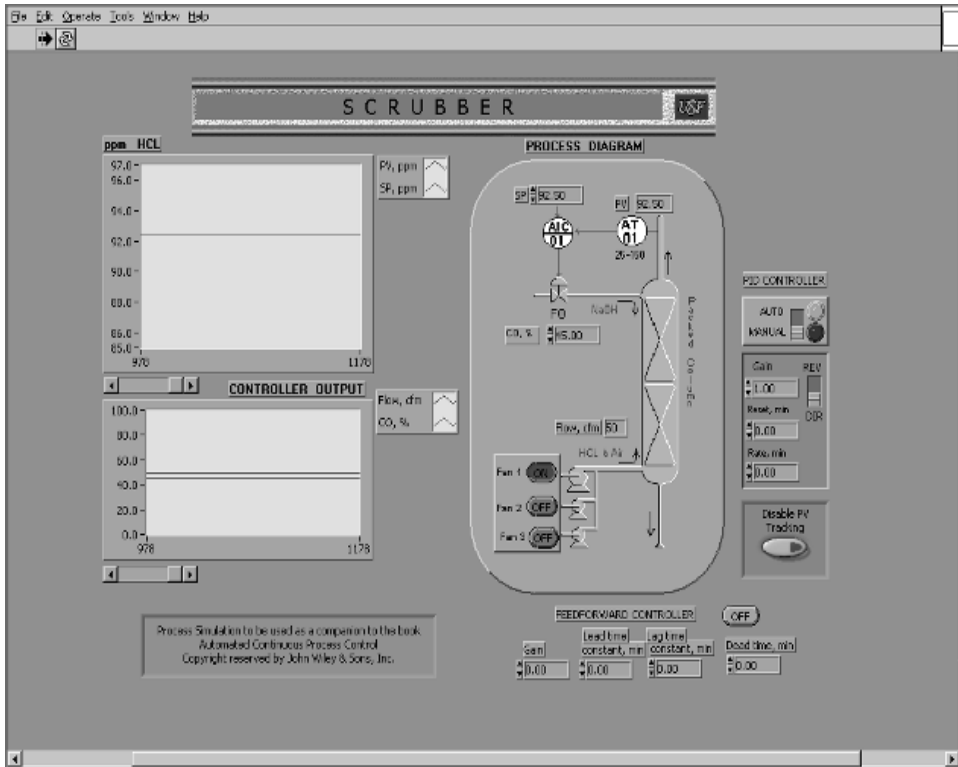 File Edit Operate Tools Window Help
SCRUBBER
USF
ppm HCL
97.0
96.0
94.0
92.0
90.0
88.0
86.0
85.0
978 1178
PV, ppm
SP, ppm
CONTROLLER OUTPUT
100.0
80.0
60.0
40.0
20.0
0.0
978 1178
Flow, cfm
CO, %
PROCESS DIAGRAM
SP 92.50
PV 92.50
AIC
01
AT
01
25-150
FO
NaOH
CO, % 45.00
Packed Column
Flow, cfm 50
HCL & Air
Fan 1 ON
Fan 2 OFF
Fan 3 OFF
PID CONTROLLER
AUTO
MANUAL
Gain
1.00
REV
DIR
Reset, min
0.00
Rate, min
0.00
Disable PV
Tracking
FEEDFORWARD CONTROLLER OFF
Gain
0.00
Lead time
constant, min
0.00
Lag time
constant, min
0.00
Dead time, min
0.00
Process Simulation to be used as a companion to the book
Automated Continuous Process Control
Copyright reserved by John Wiley & Sons, Inc.